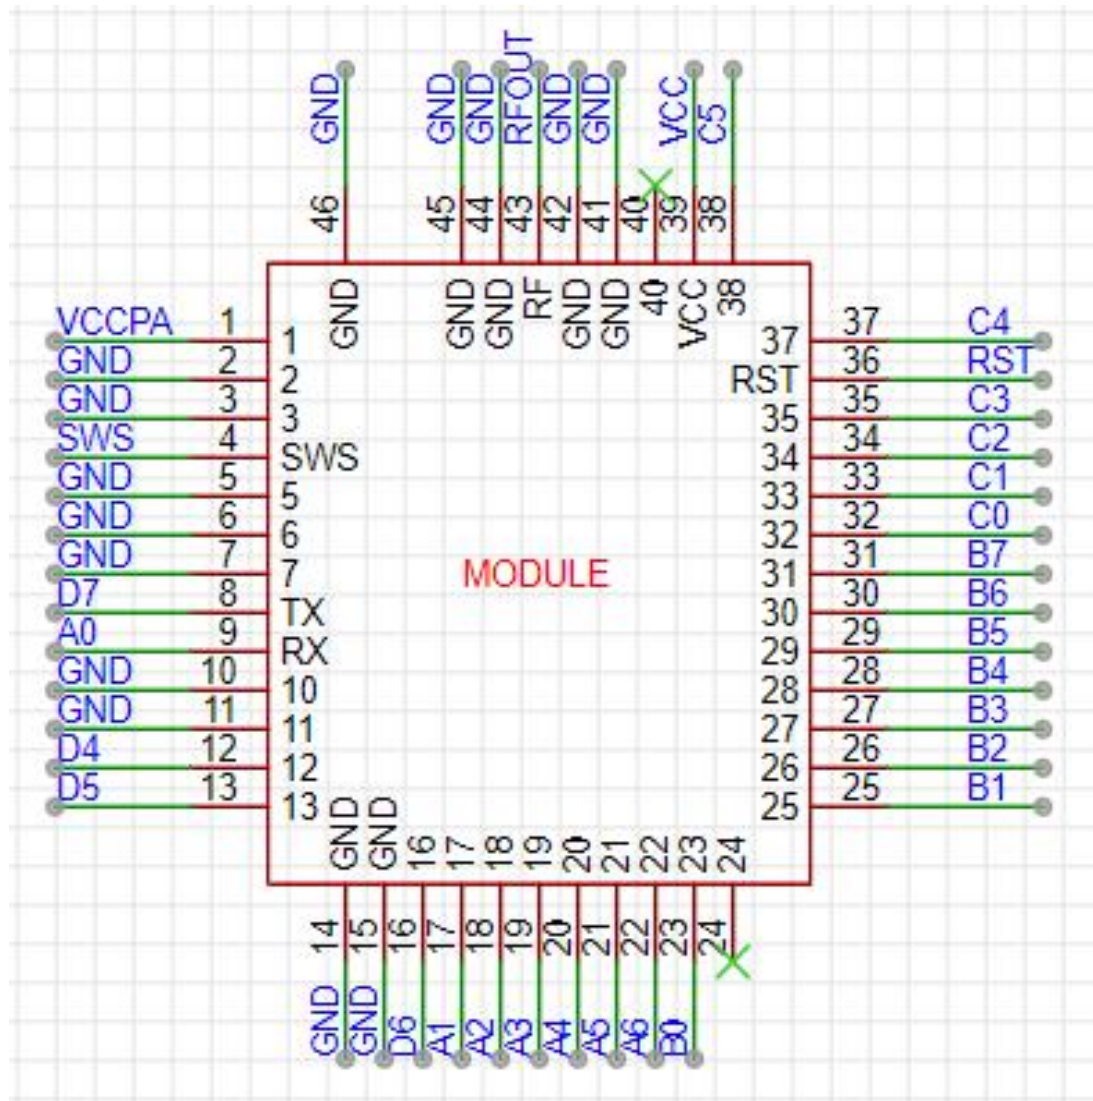 GND GND GND RFOUT GND GND VCC C5
46 45 44 43 42 41 40 39 38
GND GND GND RF GND GND 40 VCC 38
VCCPA 1 1
GND 2 2
GND 3 3
SWS 4 SWS
GND 5 5
GND 6 6
GND 7 7
D7 8 TX
A0 9 RX
GND 10 10
GND 11 11
D4 12 12
D5 13 13
MODULE
37 37 C4
RST 36 RST
35 35 C3
34 34 C2
33 33 C1
32 32 C0
31 31 B7
30 30 B6
29 29 B5
28 28 B4
27 27 B3
26 26 B2
25 25 B1
GND GND 16 17 18 19 20 21 22 23 24
14 15 16 17 18 19 20 21 22 23 24
GND GND D6 A1 A2 A3 A4 A5 A6 B0